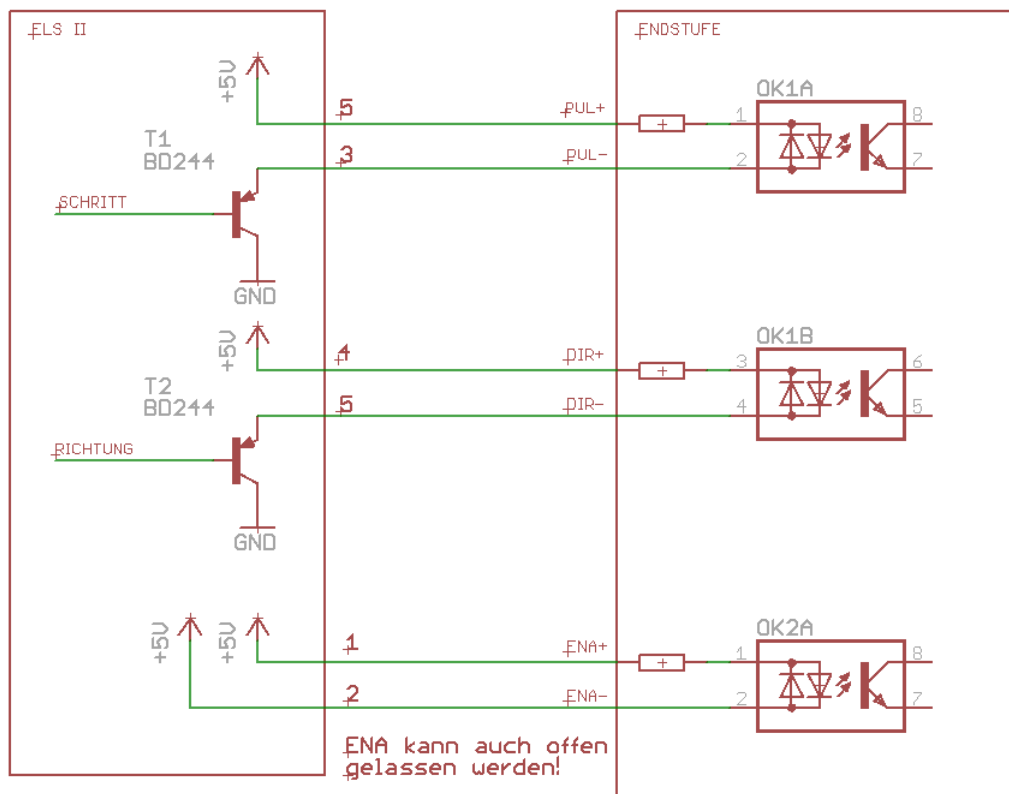 ELS II
ENDSTUFE
+5V
5
PUL+
OK1A
1
8
T1
BD244
3
PUL-
2
7
SCHRITT
GND
+5V
4
DIR+
OK1B
3
6
T2
BD244
5
DIR-
4
5
RICHTUNG
GND
+5V
+5V
1
ENA+
OK2A
1
8
2
ENA-
2
7
ENA kann auch offen
gelassen werden!